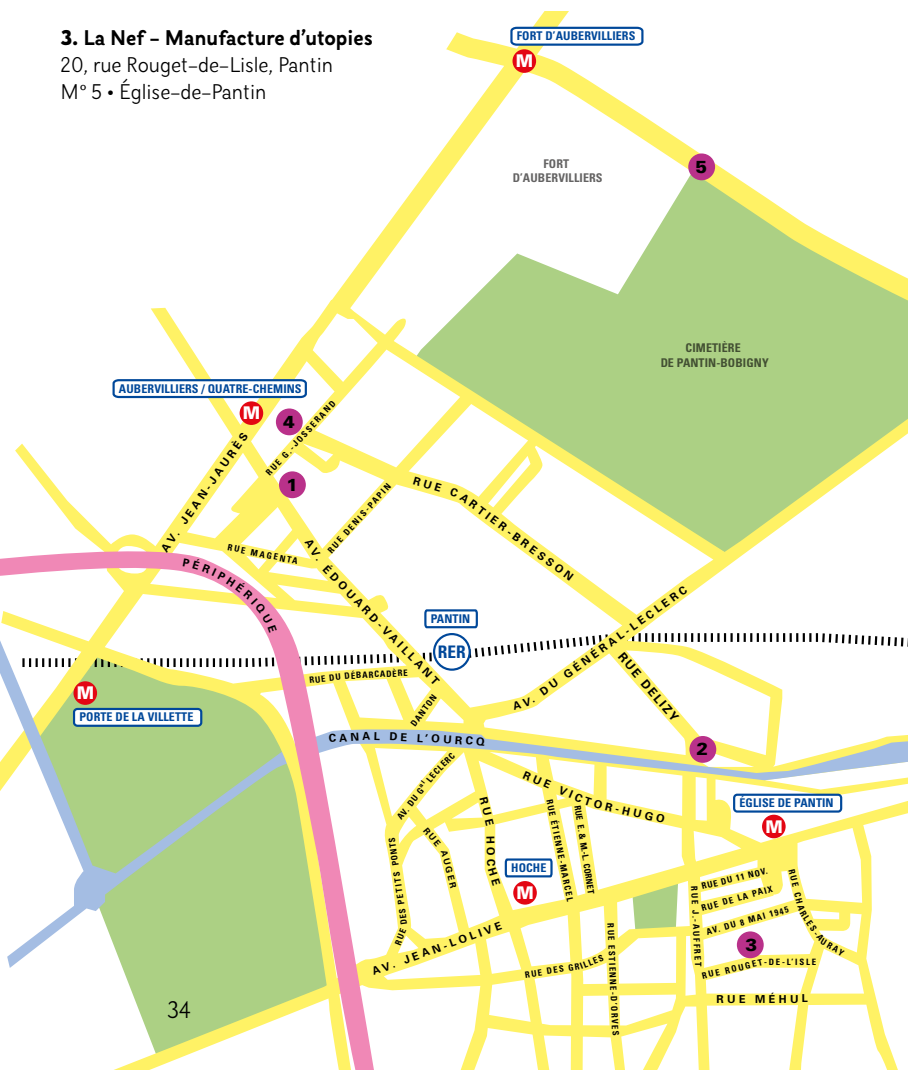 3. La Nef – Manufacture d'utopies
20, rue Rouget–de–Lisle, Pantin
M° 5 • Église–de–Pantin
FORT D'AUBERVILLIERS
M
FORT
D'AUBERVILLIERS
5
CIMETIÈRE
DE PANTIN-BOBIGNY
AUBERVILLIERS / QUATRE-CHEMINS
M
4
RUE G.-JOSSERAND
1
AV. JEAN-JAURÈS
RUE DENIS-PAPIN
RUE CARTIER-BRESSON
RUE MAGENTA
AV. ÉDOUARD-VAILLANT
PÉRIPHÉRIQUE
PANTIN
RER
AV. DU GÉNÉRAL-LECLERC
RUE DELIZY
RUE DU DÉBARCADÈRE
DANTON
M
PORTE DE LA VILLETTE
CANAL DE L'OURCQ
2
AV. DU Gal LECLERC
RUE VICTOR-HUGO
ÉGLISE DE PANTIN
M
RUE HOCHE
RUE ÉTIENNE-MARCEL
RUE E. & M.-L. CORNET
RUE AUGER
RUE DES PETITS PONTS
HOCHE
M
RUE DU 11 NOV.
RUE DE LA PAIX
AV. DU 8 MAI 1945
RUE J.-AUFFRET
RUE CHARLES-AURAY
3
AV. JEAN-LOLIVE
RUE DES GRILLES
RUE ESTIENNE-D'ORVES
RUE ROUGET-DE-L'ISLE
RUE MÉHUL
34